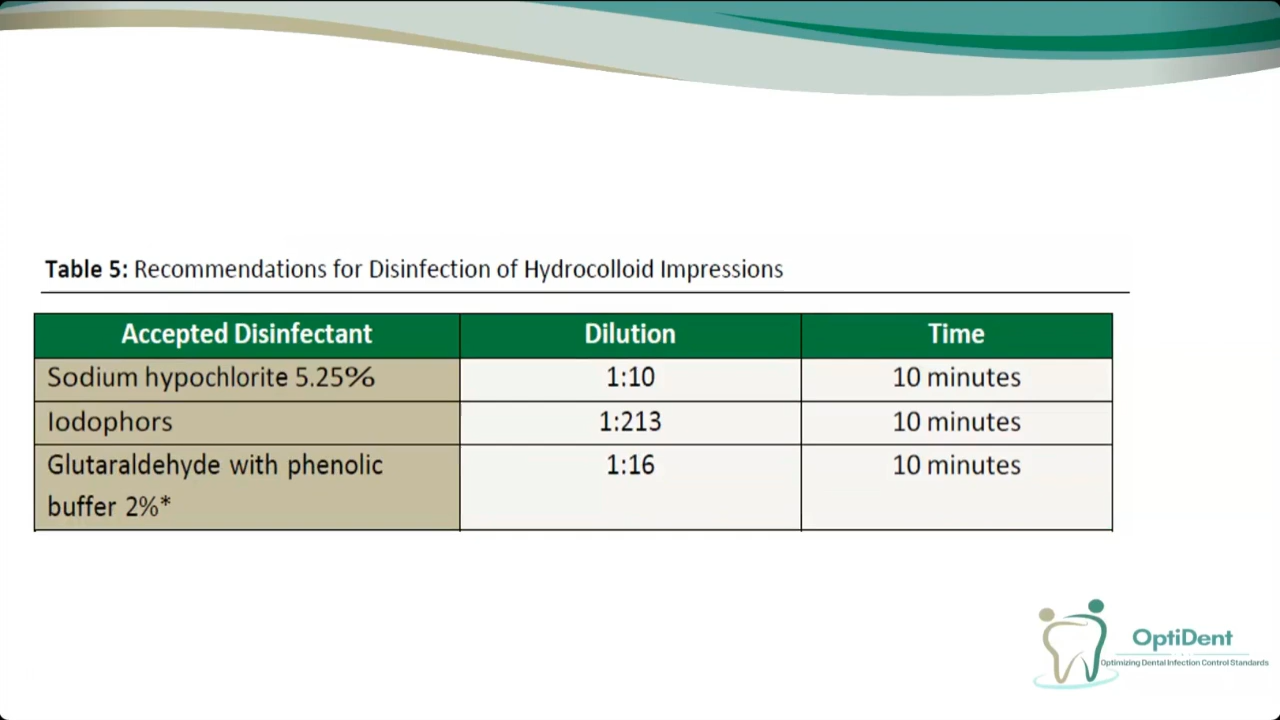 Table 5: Recommendations for Disinfection of Hydrocolloid Impressions
Accepted Disinfectant Dilution Time
Sodium hypochlorite 5.25% 1:10 10 minutes
Iodophors 1:213 10 minutes
Glutaraldehyde with phenolic 1:16 10 minutes
buffer 2%*
OptiDent
Optimizing Dental Infection Control Standards